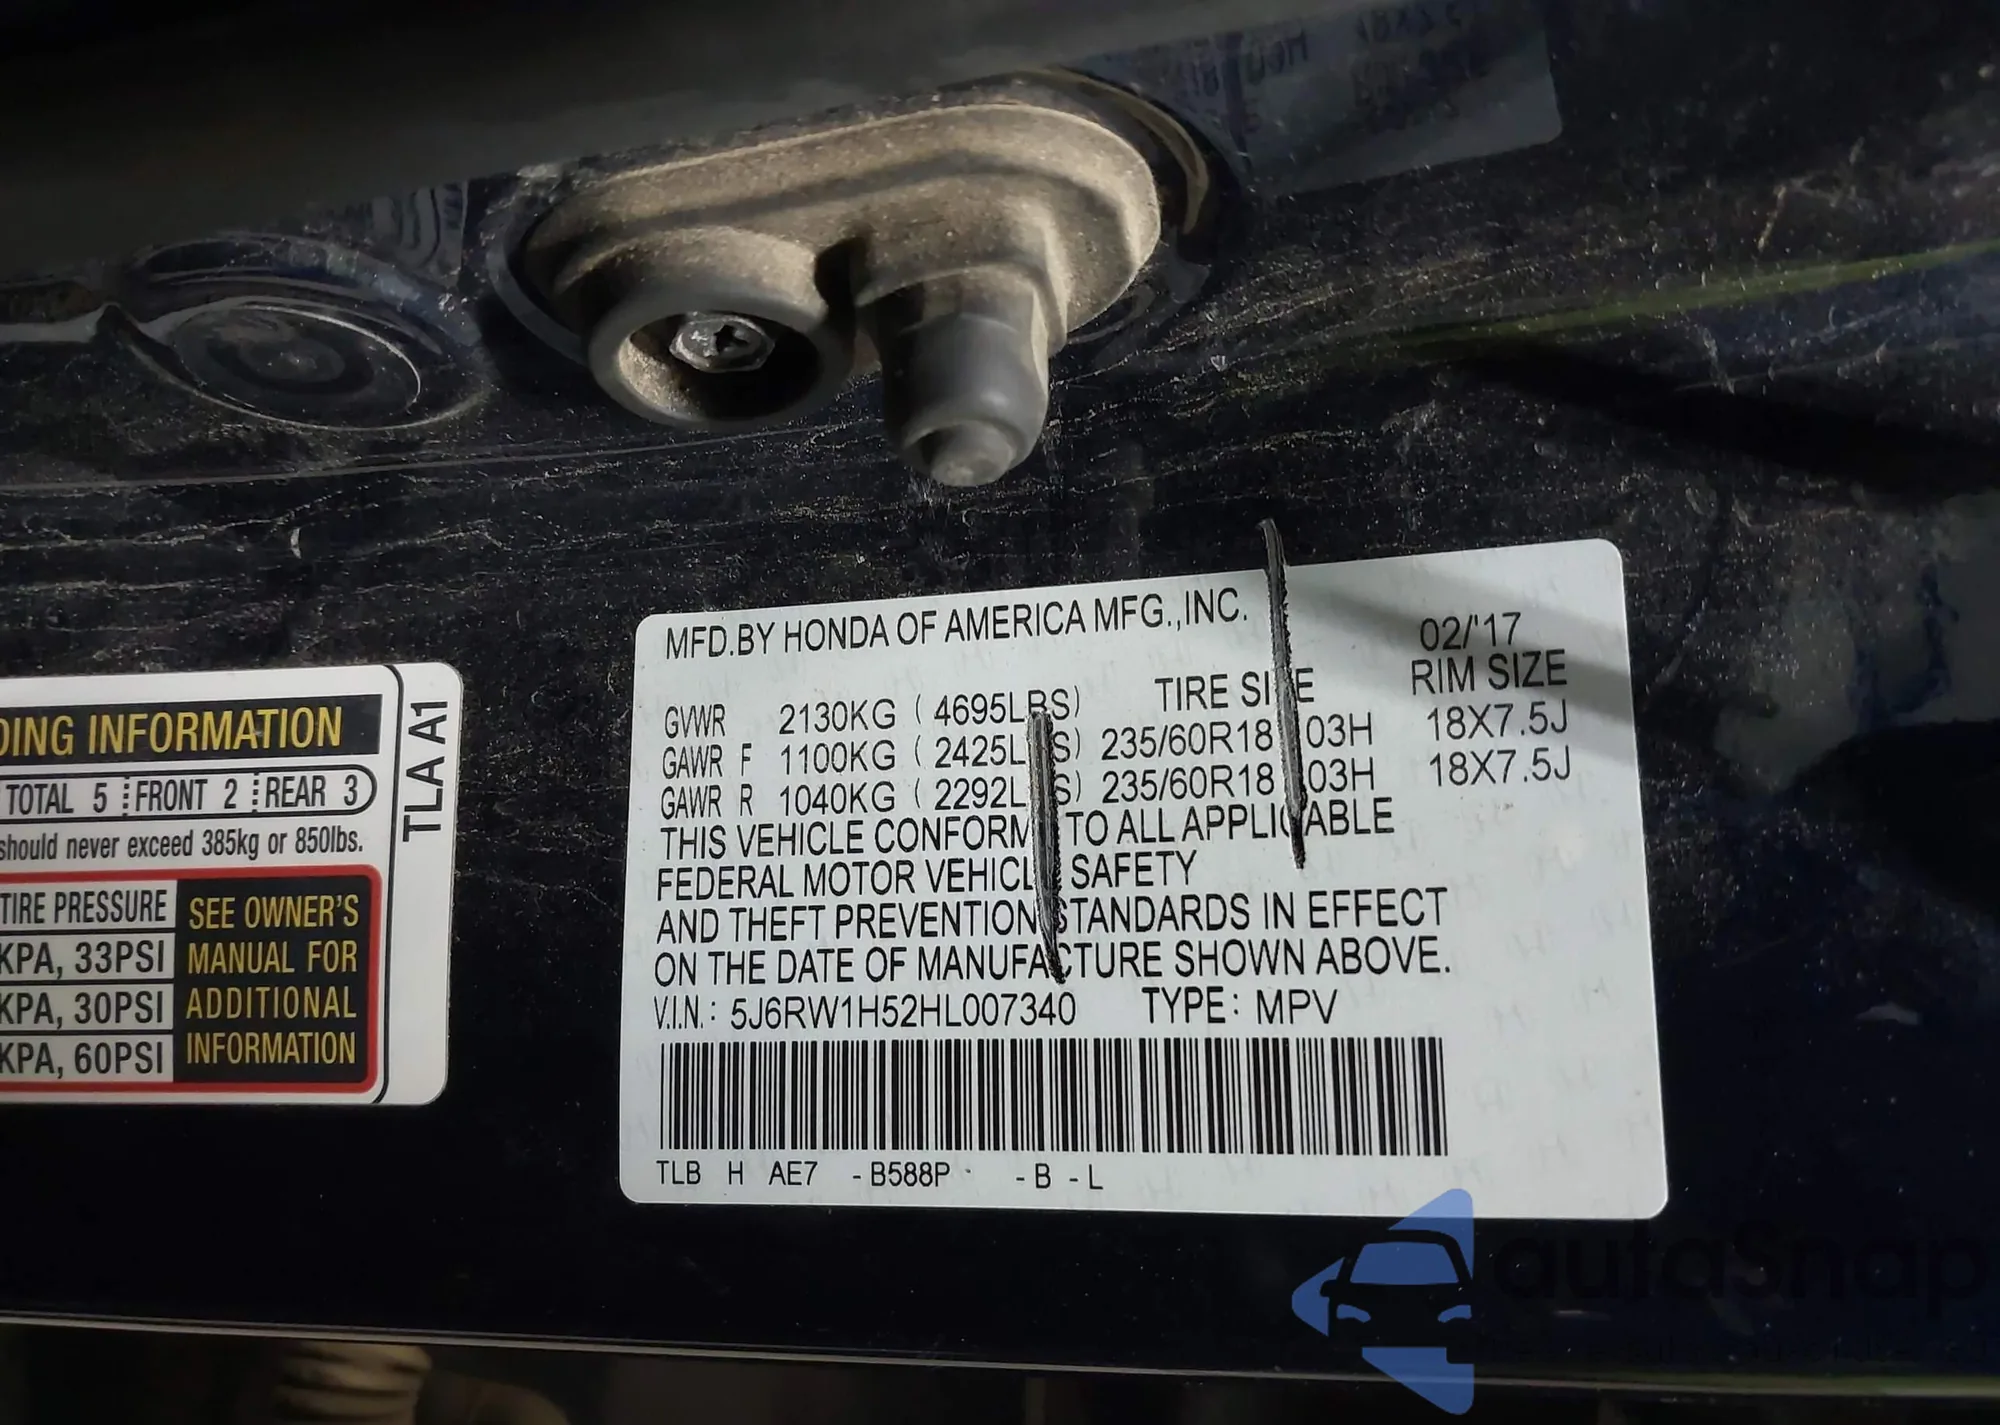 DING INFORMATION
TOTAL 5 FRONT 2 REAR 3
should never exceed 385kg or 850lbs.
TIRE PRESSURE
KPA, 33PSI
KPA, 30PSI
KPA, 60PSI
SEE OWNER'S
MANUAL FOR
ADDITIONAL
INFORMATION
TLA A1
MFD.BY HONDA OF AMERICA MFG.,INC.
02/'17
TIRE SI E RIM SIZE
GVWR 2130KG ( 4695LBS)
GAWR F 1100KG ( 2425L S) 235/60R18 03H 18X7.5J
GAWR R 1040KG ( 2292L S) 235/60R18 03H 18X7.5J
THIS VEHICLE CONFORM TO ALL APPLICABLE
FEDERAL MOTOR VEHICL SAFETY
AND THEFT PREVENTION STANDARDS IN EFFECT
ON THE DATE OF MANUFACTURE SHOWN ABOVE.
V.I.N.: 5J6RW1H52HL007340 TYPE: MPV
TLB H AE7 -B588P -B -L
autasnap